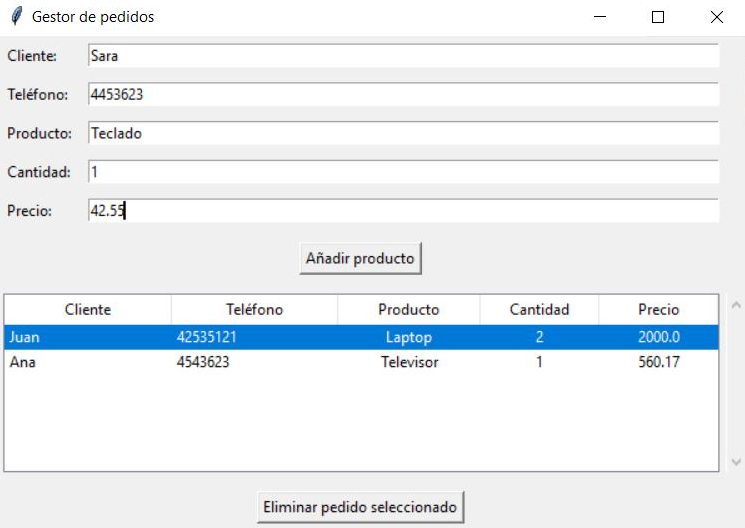 Gestor de pedidos
Cliente: Sara
Teléfono: 4453623
Producto: Teclado
Cantidad: 1
Precio: 42.55
Añadir producto
Cliente Teléfono Producto Cantidad Precio
Juan 42535121 Laptop 2 2000.0
Ana 4543623 Televisor 1 560.17
Eliminar pedido seleccionado